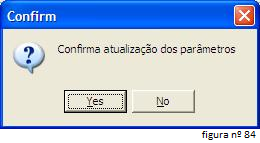 Confirm
Confirma atualização dos parâmetros
Yes No
figura nº 84